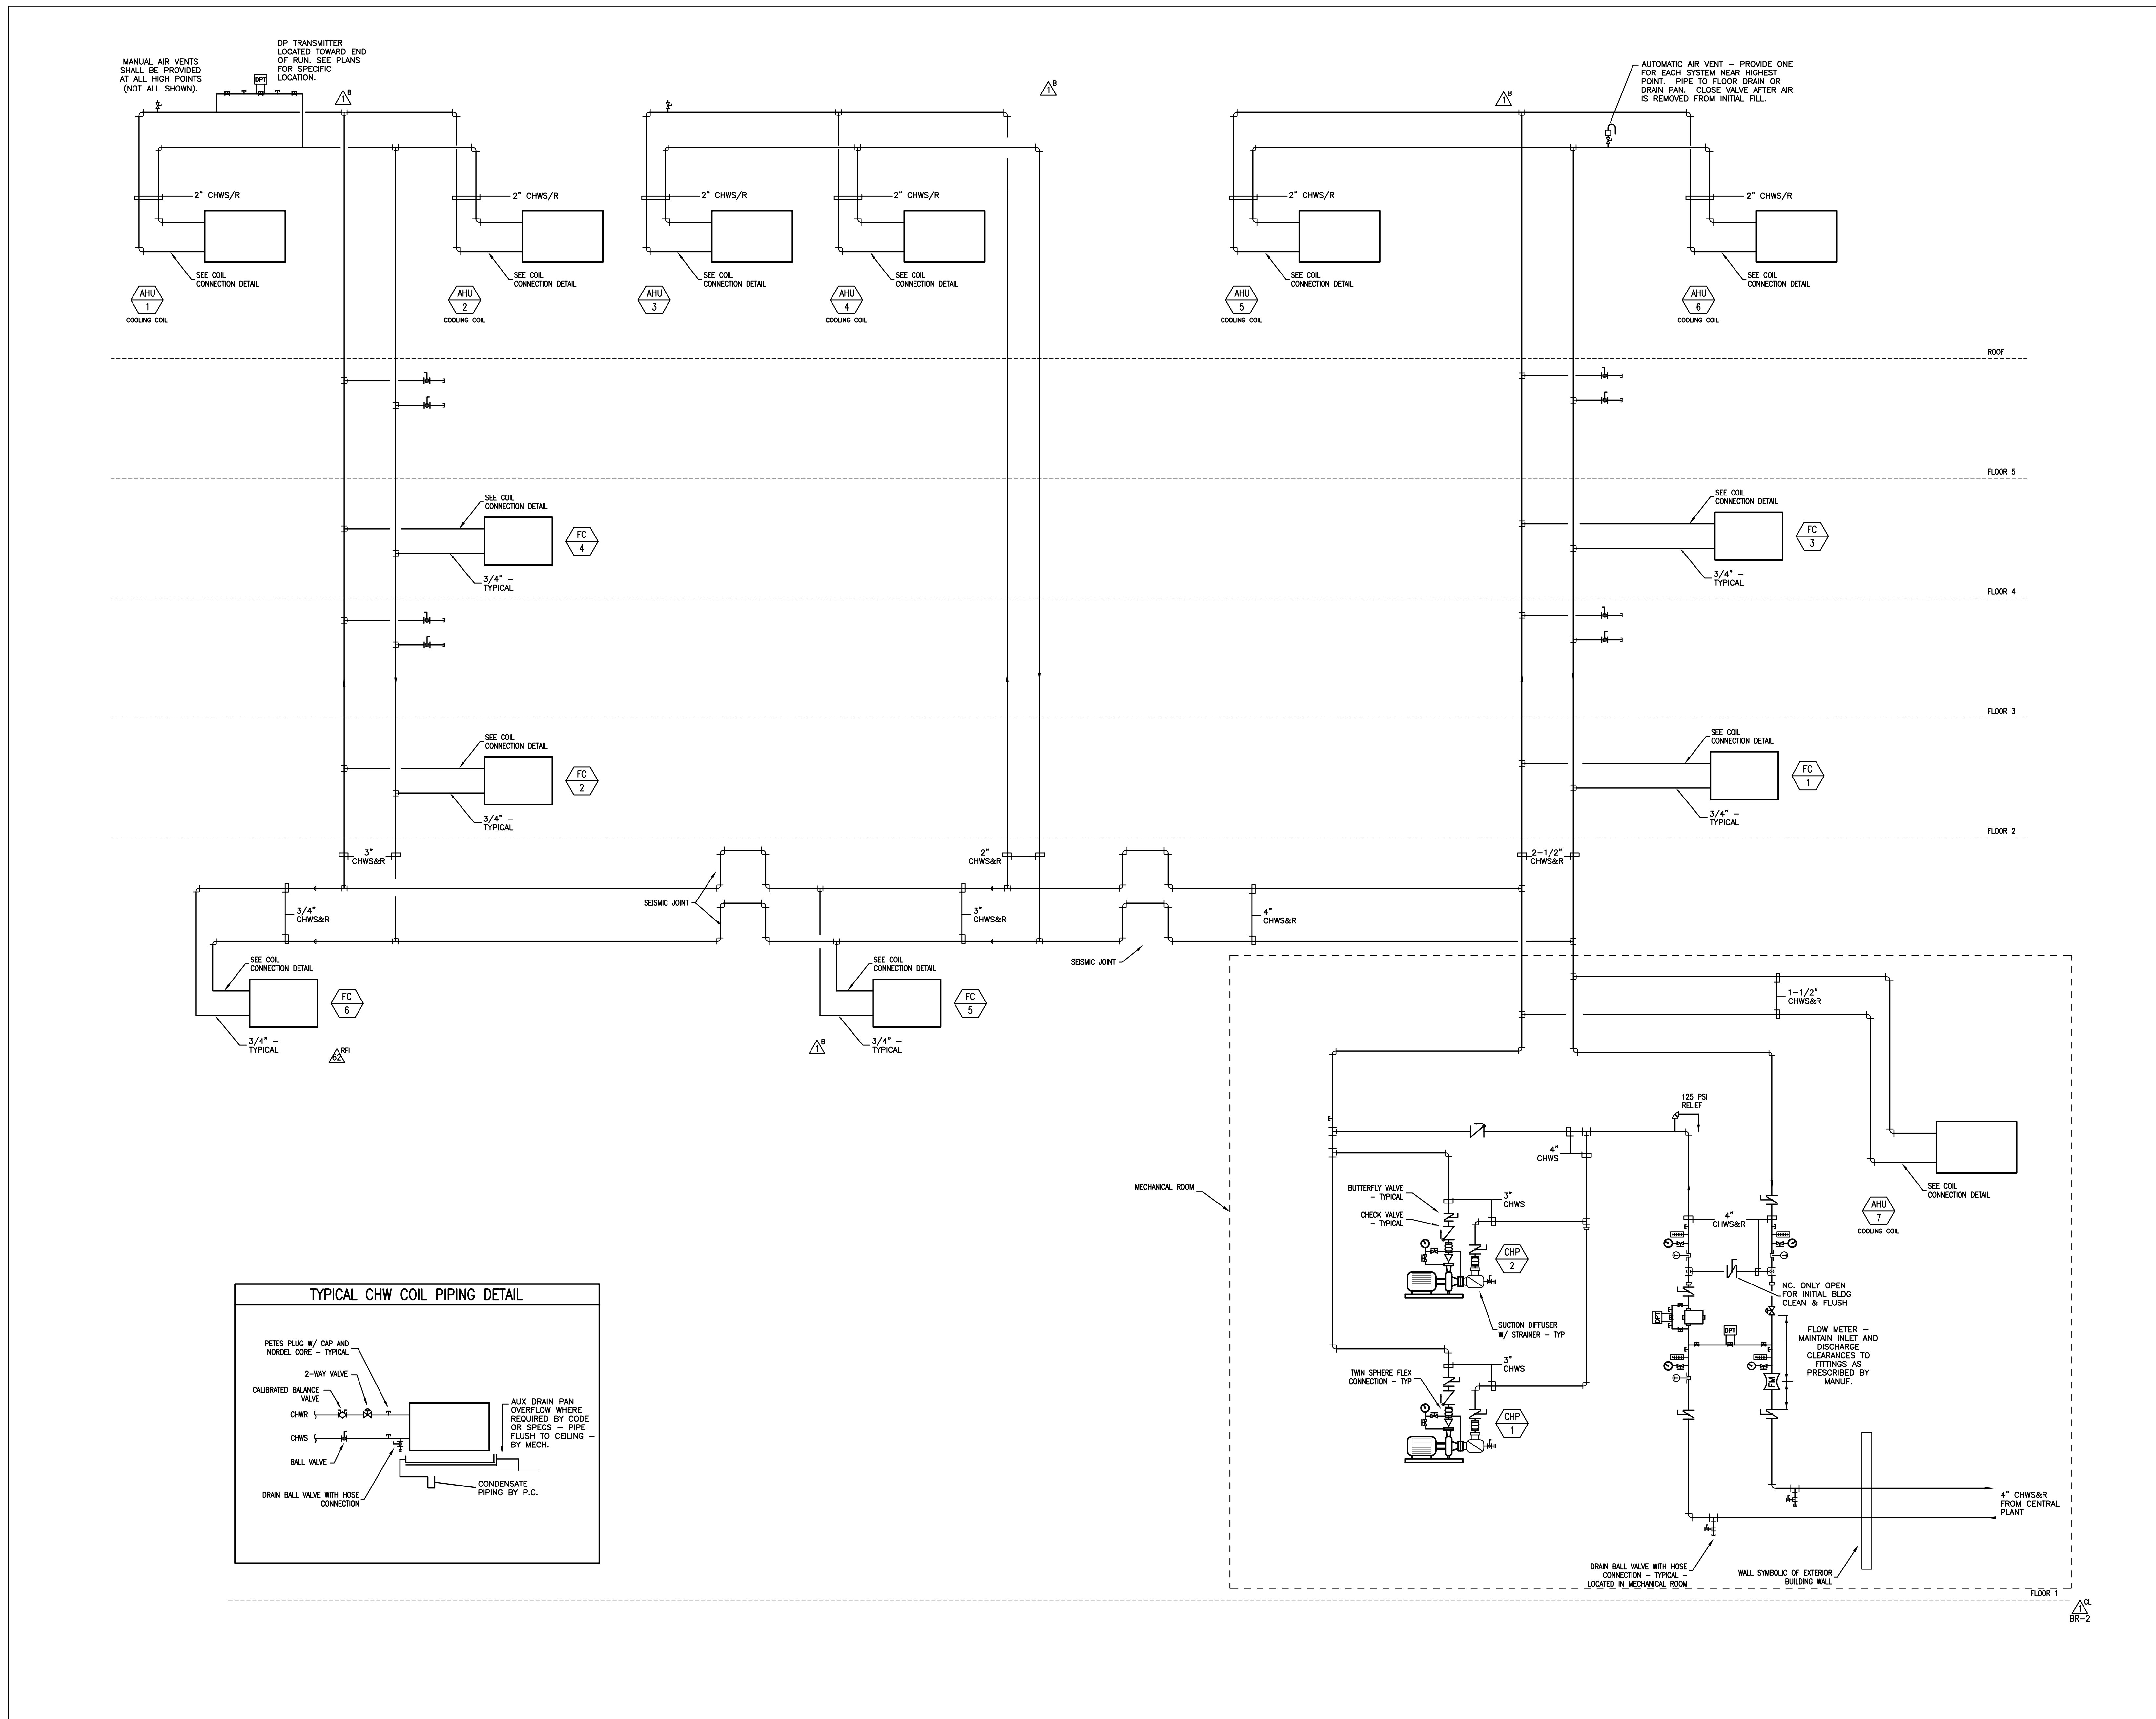 MANUAL AIR VENTS
SHALL BE PROVIDED
AT ALL HIGH POINTS
(NOT ALL SHOWN).
DP TRANSMITTER
LOCATED TOWARD END
OF RUN. SEE PLANS
FOR SPECIFIC
LOCATION.
DPT
1 B
1 B
1 B
AUTOMATIC AIR VENT – PROVIDE ONE
FOR EACH SYSTEM NEAR HIGHEST
POINT. PIPE TO FLOOR DRAIN OR
DRAIN PAN. CLOSE VALVE AFTER AIR
IS REMOVED FROM INITIAL FILL.
2" CHWS/R
2" CHWS/R
2" CHWS/R
2" CHWS/R
2" CHWS/R
2" CHWS/R
SEE COIL
CONNECTION DETAIL
SEE COIL
CONNECTION DETAIL
SEE COIL
CONNECTION DETAIL
SEE COIL
CONNECTION DETAIL
SEE COIL
CONNECTION DETAIL
SEE COIL
CONNECTION DETAIL
AHU
1
COOLING COIL
AHU
2
COOLING COIL
AHU
3
AHU
4
COOLING COIL
AHU
5
COOLING COIL
AHU
6
COOLING COIL
ROOF
FLOOR 5
SEE COIL
CONNECTION DETAIL
FC
4
3/4" –
TYPICAL
SEE COIL
CONNECTION DETAIL
FC
3
3/4" –
TYPICAL
FLOOR 4
FLOOR 3
SEE COIL
CONNECTION DETAIL
FC
2
3/4" –
TYPICAL
SEE COIL
CONNECTION DETAIL
FC
1
3/4" –
TYPICAL
FLOOR 2
3"
CHWS&R
2"
CHWS&R
2-1/2"
CHWS&R
3/4"
CHWS&R
SEISMIC JOINT
3"
CHWS&R
4"
CHWS&R
SEISMIC JOINT
SEE COIL
CONNECTION DETAIL
FC
6
3/4" –
TYPICAL
62 RFI
SEE COIL
CONNECTION DETAIL
FC
5
3/4" –
TYPICAL
1 B
1-1/2"
CHWS&R
125 PSI
RELIEF
4"
CHWS
MECHANICAL ROOM
BUTTERFLY VALVE
– TYPICAL
3"
CHWS
CHECK VALVE
– TYPICAL
CHP
2
SUCTION DIFFUSER
W/ STRAINER – TYP
4"
CHWS&R
SEE COIL
CONNECTION DETAIL
AHU
7
COOLING COIL
NC. ONLY OPEN
FOR INITIAL BLDG
CLEAN & FLUSH
DPT
DPT
FM
FLOW METER –
MAINTAIN INLET AND
DISCHARGE
CLEARANCES TO
FITTINGS AS
PRESCRIBED BY
MANUF.
TWIN SPHERE FLEX
CONNECTION – TYP
3"
CHWS
CHP
1
4" CHWS&R
FROM CENTRAL
PLANT
DRAIN BALL VALVE WITH HOSE
CONNECTION – TYPICAL –
LOCATED IN MECHANICAL ROOM
WALL SYMBOLIC OF EXTERIOR
BUILDING WALL
FLOOR 1
1 CL
BR-2
TYPICAL CHW COIL PIPING DETAIL
PETES PLUG W/ CAP AND
NORDEL CORE – TYPICAL
2-WAY VALVE
CALIBRATED BALANCE
VALVE
CHWR
CHWS
BALL VALVE
DRAIN BALL VALVE WITH HOSE
CONNECTION
AUX DRAIN PAN
OVERFLOW WHERE
REQUIRED BY CODE
OR SPECS – PIPE
FLUSH TO CEILING –
BY MECH.
CONDENSATE
PIPING BY P.C.